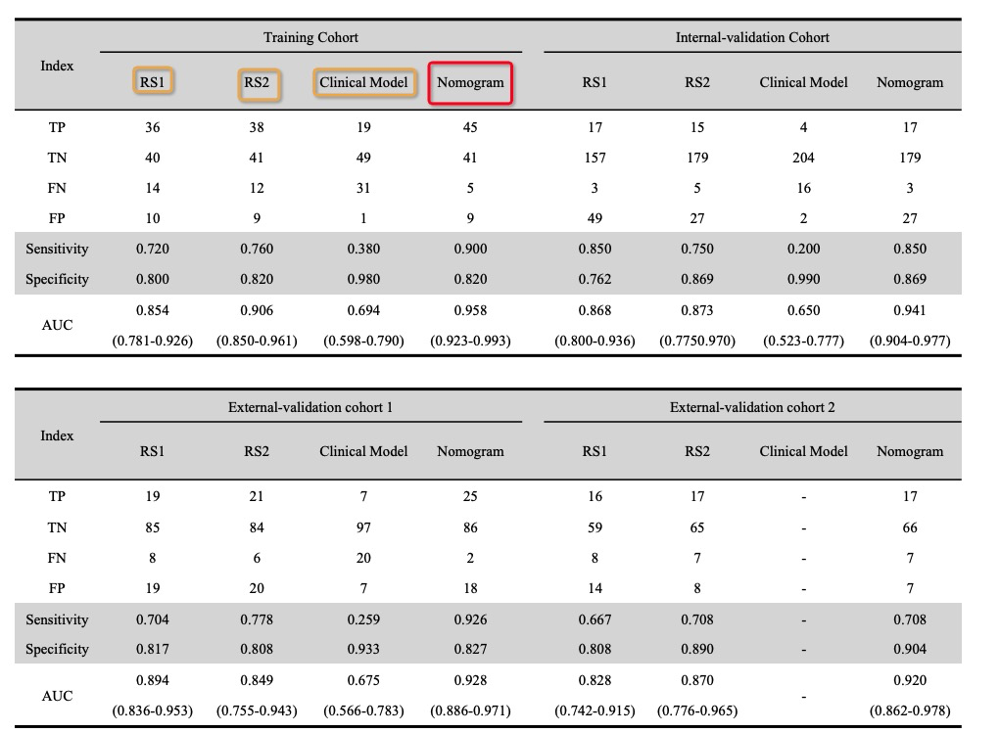 Training Cohort Internal-validation Cohort
Index
RS1 RS2 Clinical Model Nomogram RS1 RS2 Clinical Model Nomogram
TP 36 38 19 45 17 15 4 17
TN 40 41 49 41 157 179 204 179
FN 14 12 31 5 3 5 16 3
FP 10 9 1 9 49 27 2 27
Sensitivity 0.720 0.760 0.380 0.900 0.850 0.750 0.200 0.850
Specificity 0.800 0.820 0.980 0.820 0.762 0.869 0.990 0.869
0.854 0.906 0.694 0.958 0.868 0.873 0.650 0.941
AUC
(0.781-0.926) (0.850-0.961) (0.598-0.790) (0.923-0.993) (0.800-0.936) (0.7750.970) (0.523-0.777) (0.904-0.977)
External-validation cohort 1 External-validation cohort 2
Index
RS1 RS2 Clinical Model Nomogram RS1 RS2 Clinical Model Nomogram
TP 19 21 7 25 16 17 - 17
TN 85 84 97 86 59 65 - 66
FN 8 6 20 2 8 7 - 7
FP 19 20 7 18 14 8 - 7
Sensitivity 0.704 0.778 0.259 0.926 0.667 0.708 - 0.708
Specificity 0.817 0.808 0.933 0.827 0.808 0.890 - 0.904
0.894 0.849 0.675 0.928 0.828 0.870 0.920
AUC -
(0.836-0.953) (0.755-0.943) (0.566-0.783) (0.886-0.971) (0.742-0.915) (0.776-0.965) (0.862-0.978)